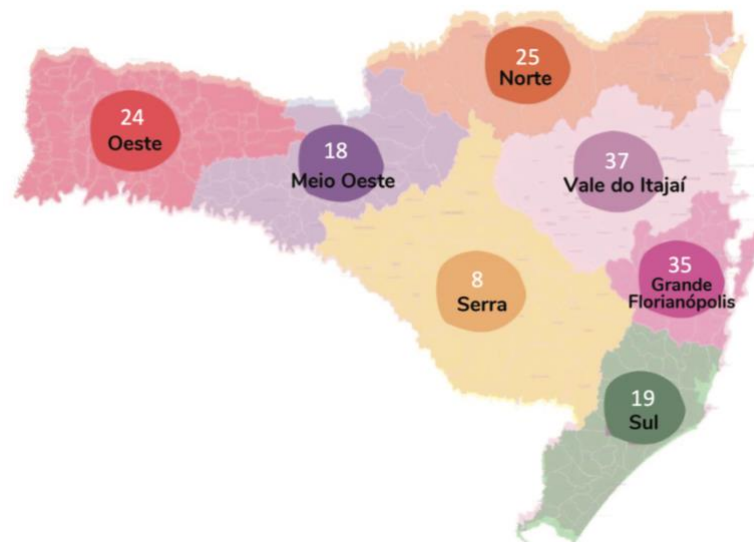 25
Norte
24
Oeste
18
Meio Oeste
37
Vale do Itajaí
35
Grande
Florianópolis
8
Serra
19
Sul